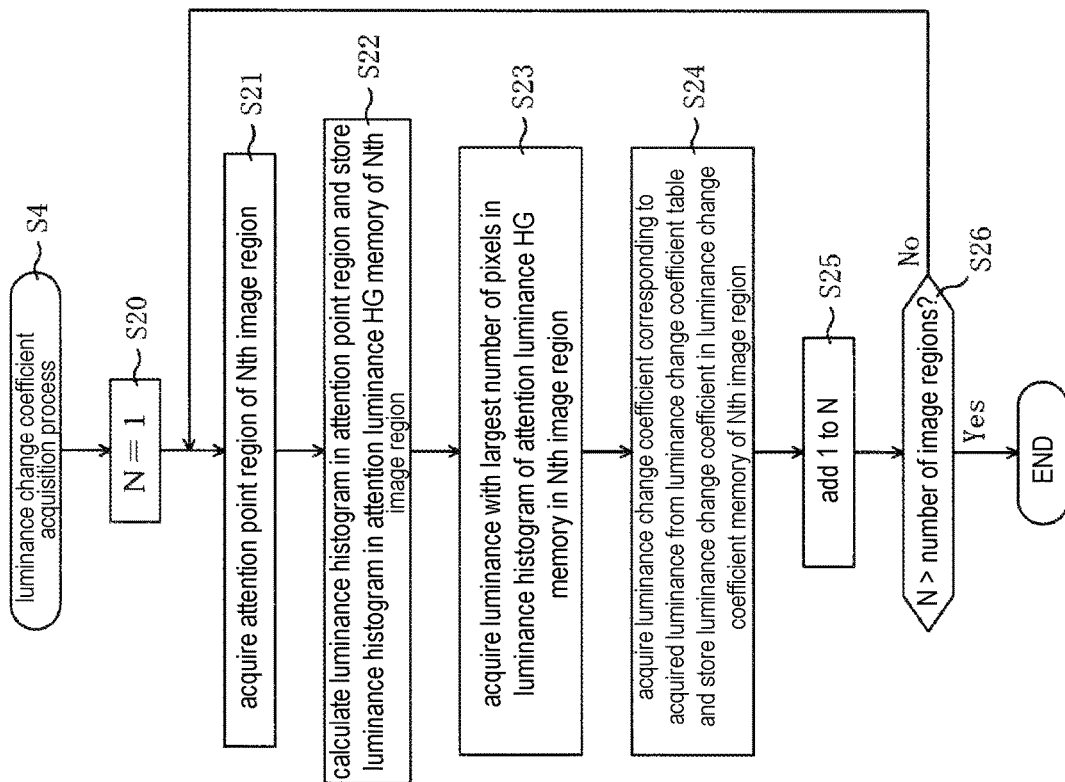 luminance change coefficient
acquisition process
S4
N = 1
S20
acquire attention point region of Nth image region
S21
calculate luminance histogram in attention point region and store
luminance histogram in attention luminance HG memory of Nth
image region
S22
acquire luminance with largest number of pixels in
luminance histogram of attention luminance HG
memory in Nth image region
S23
acquire luminance change coefficient corresponding to
acquired luminance from luminance change coefficient table
and store luminance change coefficient in luminance change
coefficient memory of Nth image region
S24
add 1 to N
S25
N > number of image regions?
S26
No
Yes
END